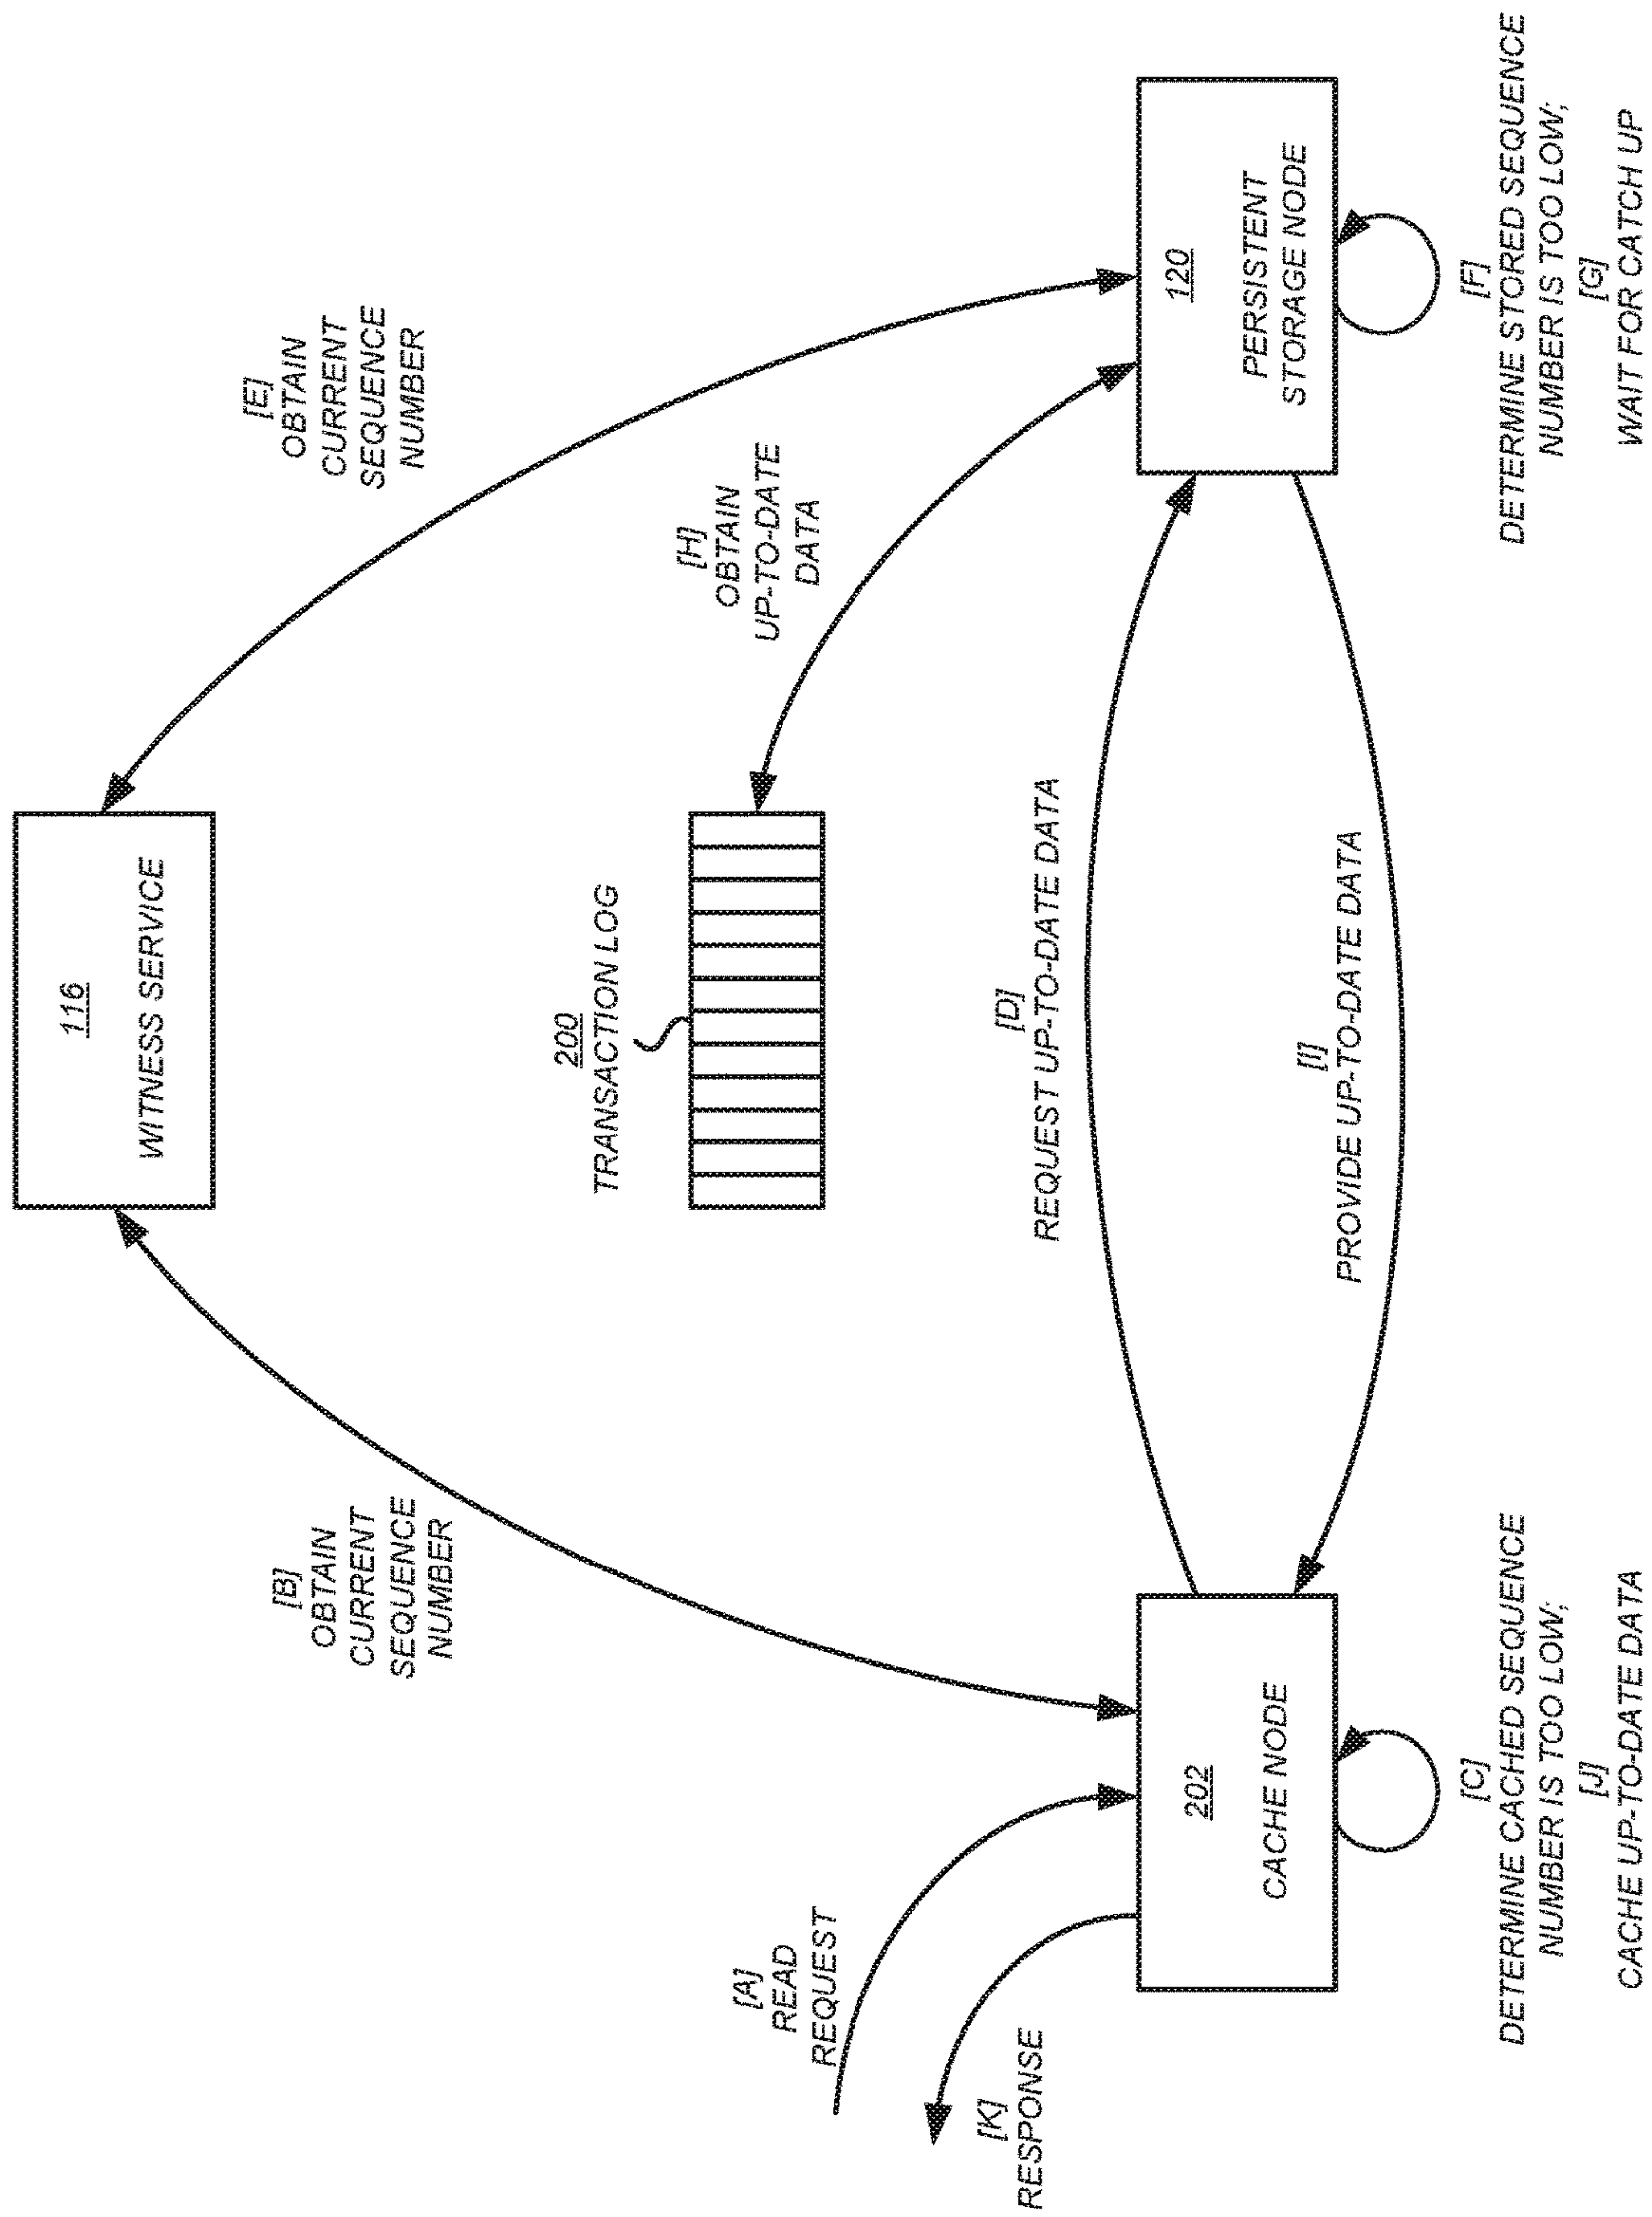 116
WITNESS SERVICE
[B]
OBTAIN
CURRENT
SEQUENCE
NUMBER
[E]
OBTAIN
CURRENT
SEQUENCE
NUMBER
200
TRANSACTION LOG
[H]
OBTAIN
UP-TO-DATE
DATA
[A]
READ
REQUEST
[K]
RESPONSE
[D]
REQUEST UP-TO-DATE DATA
202
CACHE NODE
120
PERSISTENT
STORAGE NODE
[I]
PROVIDE UP-TO-DATE DATA
[C]
DETERMINE CACHED SEQUENCE
NUMBER IS TOO LOW;
[J]
CACHE UP-TO-DATE DATA
[F]
DETERMINE STORED SEQUENCE
NUMBER IS TOO LOW;
[G]
WAIT FOR CATCH UP